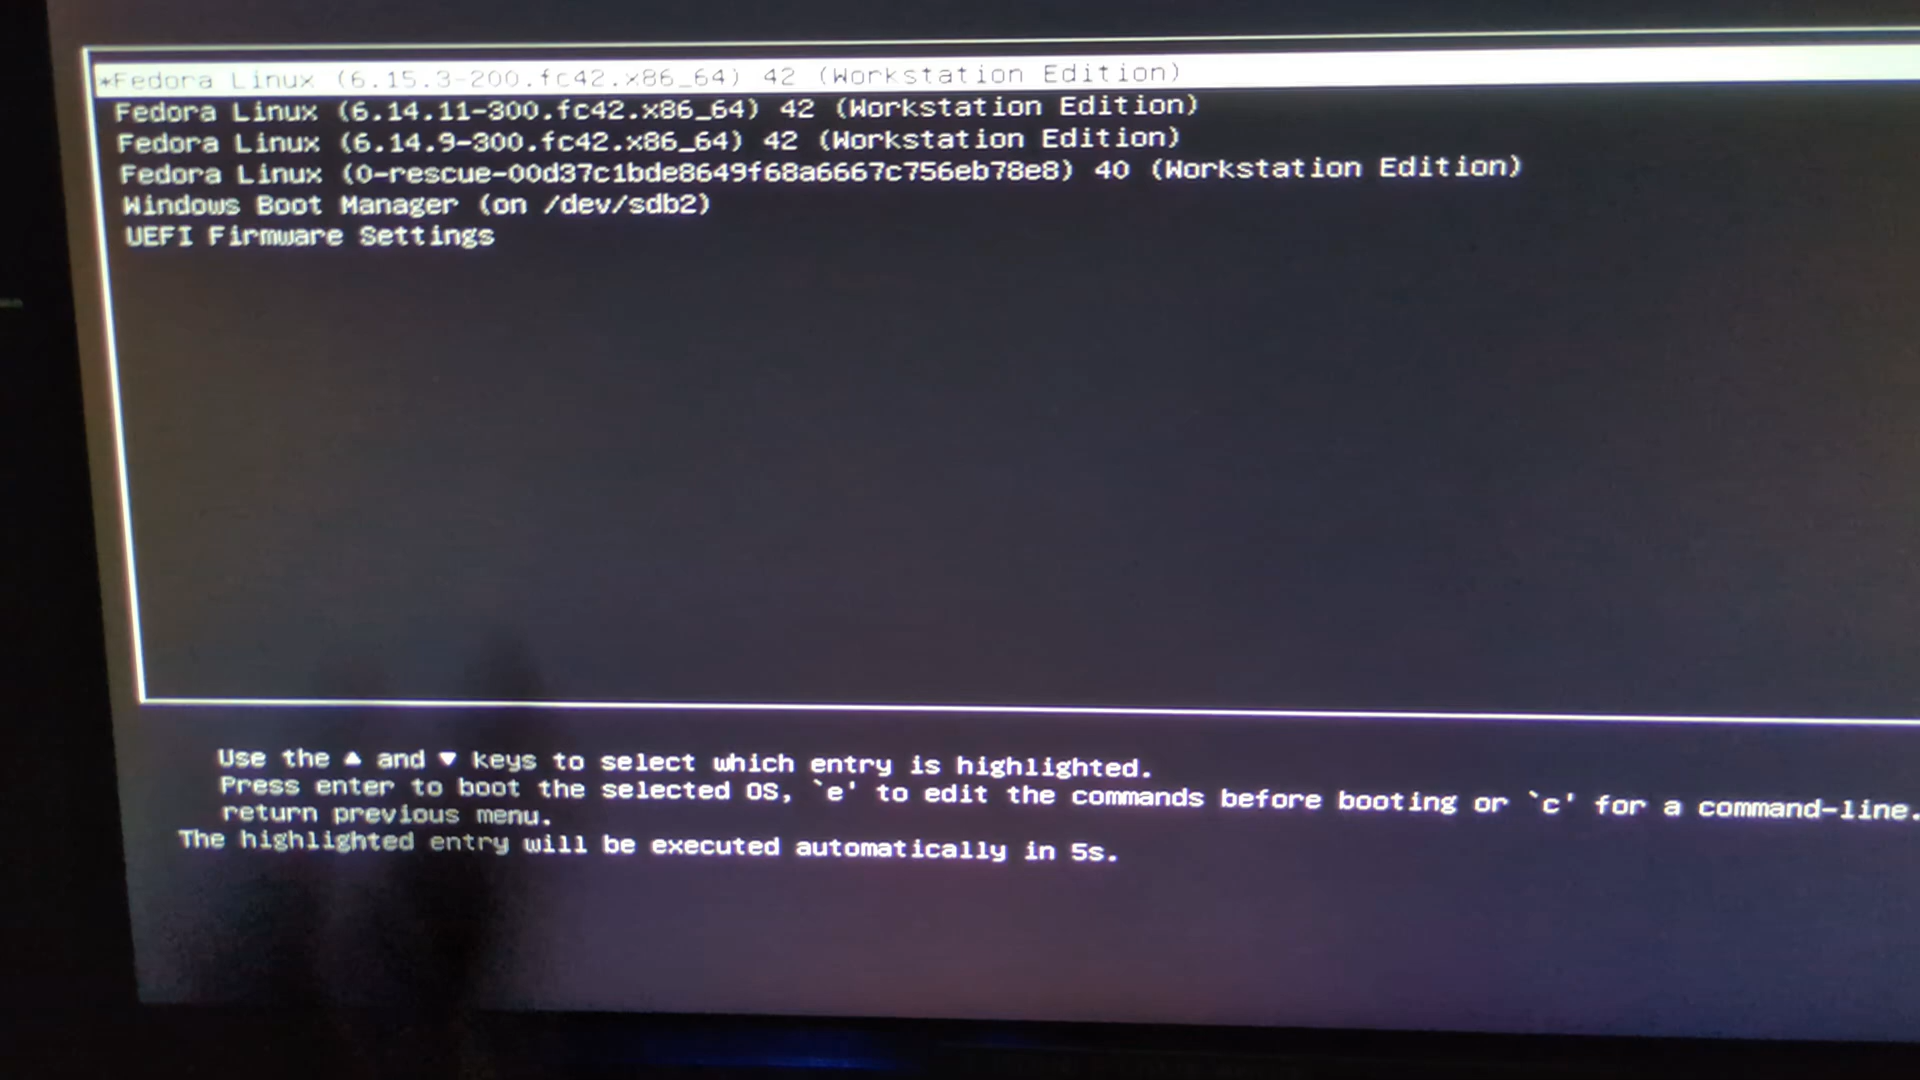 *Fedora Linux (6.15.3-200.fc42.x86_64) 42 (Workstation Edition)
Fedora Linux (6.14.11-300.fc42.x86_64) 42 (Workstation Edition)
Fedora Linux (6.14.9-300.fc42.x86_64) 42 (Workstation Edition)
Fedora Linux (0-rescue-00d37c1bde8649f68a6667c756eb78e8) 40 (Workstation Edition)
Windows Boot Manager (on /dev/sdb2)
UEFI Firmware Settings
Use the ▲ and ▼ keys to select which entry is highlighted.
Press enter to boot the selected OS, `e' to edit the commands before booting or `c' for a command-line.
return previous menu.
The highlighted entry will be executed automatically in 5s.